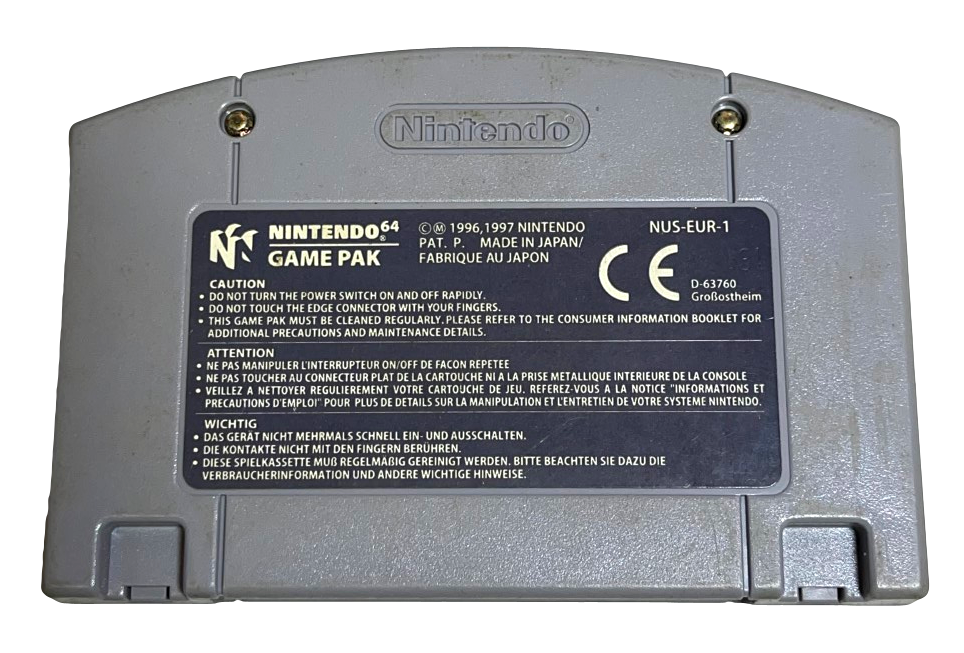 Nintendo®
NINTENDO64® © Ⓜ 1996,1997 NINTENDO NUS-EUR-1
GAME PAK PAT. P. MADE IN JAPAN/
FABRIQUE AU JAPON
CE D-63760
Großostheim
CAUTION
• DO NOT TURN THE POWER SWITCH ON AND OFF RAPIDLY.
• DO NOT TOUCH THE EDGE CONNECTOR WITH YOUR FINGERS.
• THIS GAME PAK MUST BE CLEANED REGULARLY. PLEASE REFER TO THE CONSUMER INFORMATION BOOKLET FOR
ADDITIONAL PRECAUTIONS AND MAINTENANCE DETAILS.
ATTENTION
• NE PAS MANIPULER L'INTERRUPTEUR ON/OFF DE FACON REPETEE
• NE PAS TOUCHER AU CONNECTEUR PLAT DE LA CARTOUCHE NI A LA PRISE METALLIQUE INTERIEURE DE LA CONSOLE
• VEILLEZ A NETTOYER REGULIEREMENT VOTRE CARTOUCHE DE JEU. REFEREZ-VOUS A LA NOTICE "INFORMATIONS ET
PRECAUTIONS D'EMPLOI" POUR PLUS DE DETAILS SUR LA MANIPULATION ET L'ENTRETIEN DE VOTRE SYSTEME NINTENDO.
WICHTIG
• DAS GERÄT NICHT MEHRMALS SCHNELL EIN- UND AUSSCHALTEN.
• DIE KONTAKTE NICHT MIT DEN FINGERN BERÜHREN.
• DIESE SPIELKASSETTE MUß REGELMAßIG GEREINIGT WERDEN. BITTE BEACHTEN SIE DAZU DIE
VERBRAUCHERINFORMATION UND ANDERE WICHTIGE HINWEISE.